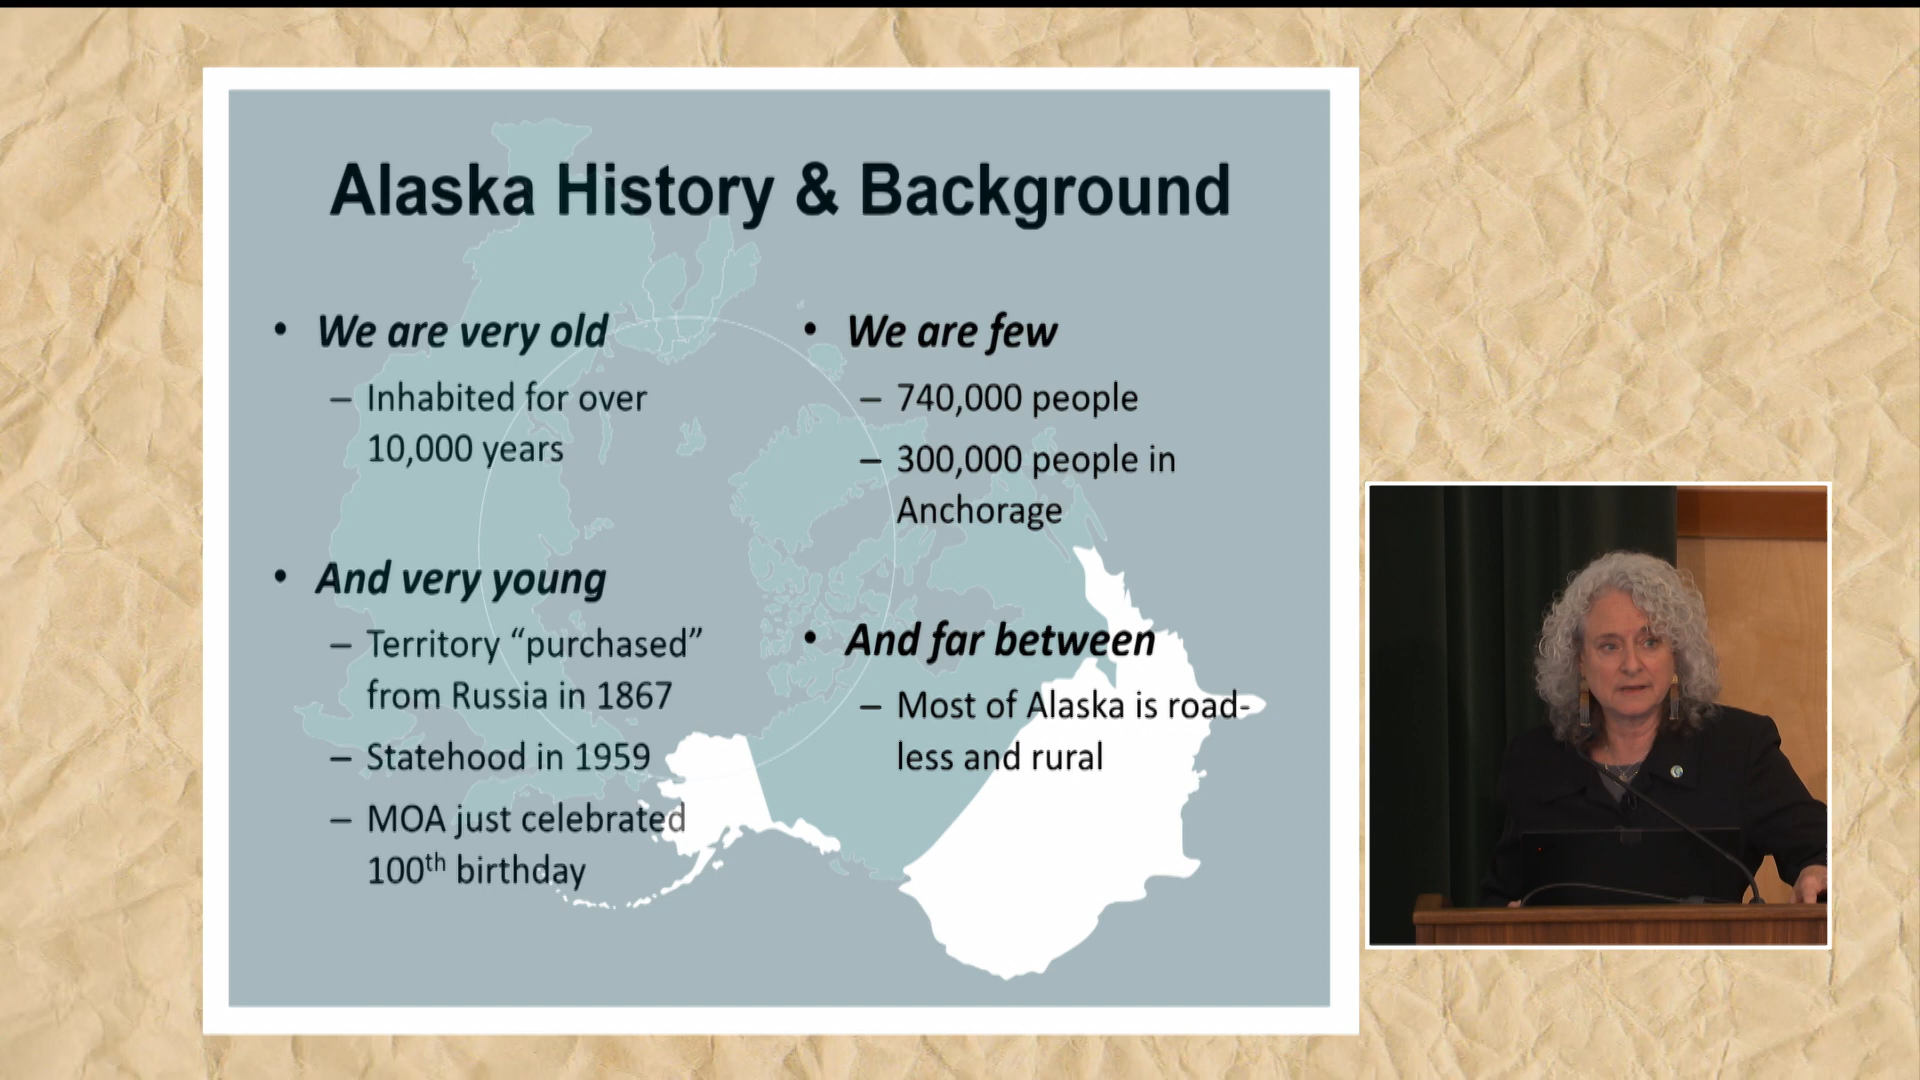 Alaska History & Background
• We are very old
– Inhabited for over
10,000 years
• And very young
– Territory “purchased”
from Russia in 1867
– Statehood in 1959
– MOA just celebrated
100th birthday
• We are few
– 740,000 people
– 300,000 people in
Anchorage
• And far between
– Most of Alaska is road-
less and rural